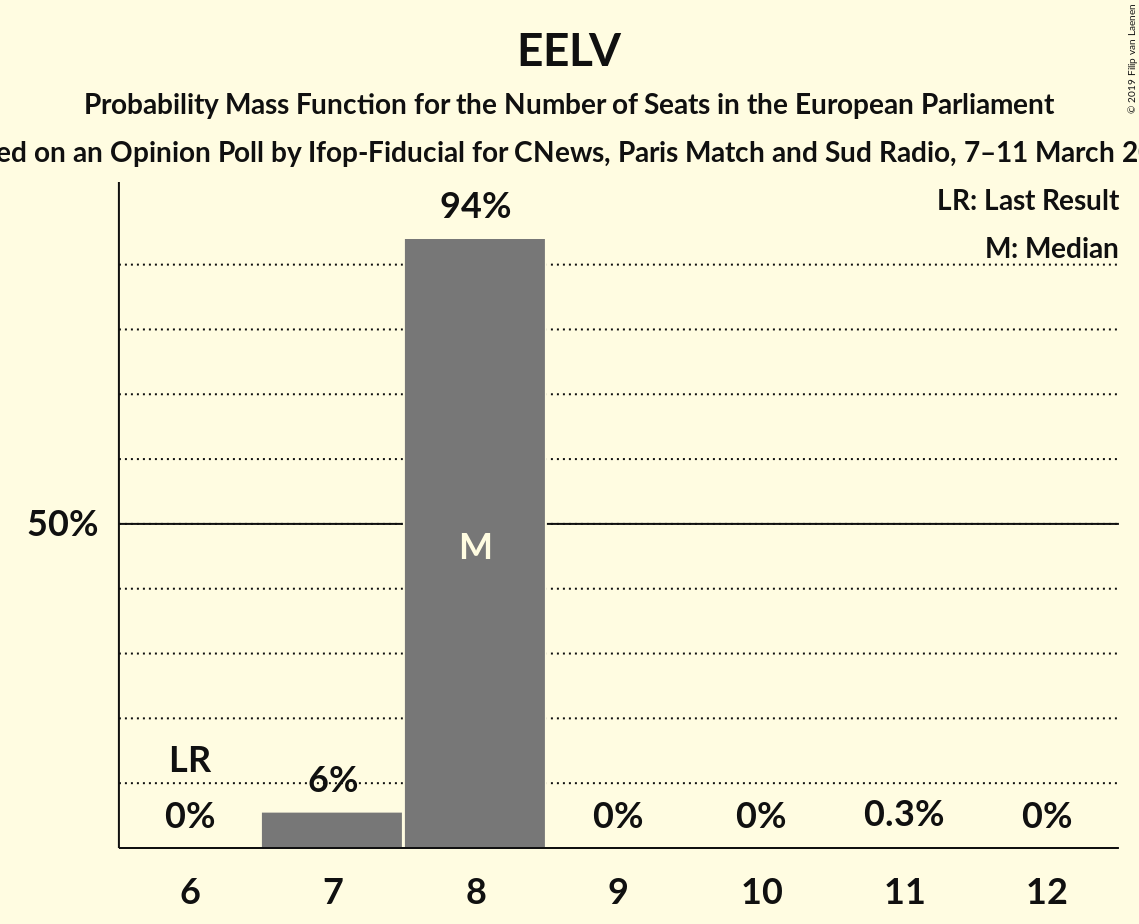 EELV
Probability Mass Function for the Number of Seats in the European Parliament
on an Opinion Poll by Ifop-Fiducial for CNews, Paris Match and Sud Radio, 7–11 March
© 2019 Filip van Laenen
LR: Last Result
M: Median
94%
50%
M
LR
6%
0%
0%
0%
0.3%
0%
6 7 8 9 10 11 12